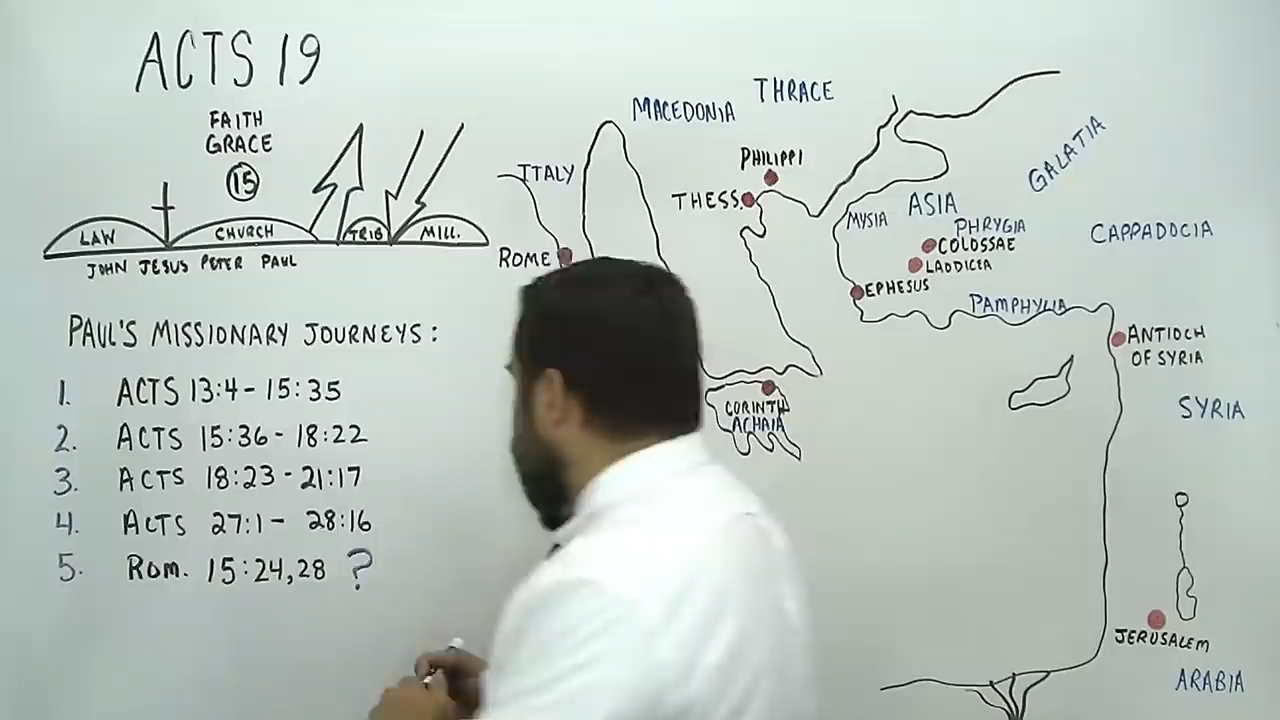 ACTS 19
FAITH
GRACE
15
LAW
CHURCH
TRIB
MILL.
JOHN JESUS PETER PAUL
PAUL'S MISSIONARY JOURNEYS:
1. ACTS 13:4-15:35
2. ACTS 15:36-18:22
3. ACTS 18:23-21:17
4. ACTS 27:1- 28:16
5. ROM. 15:24,28 ?
MACEDONIA
THRACE
ITALY
PHILIPPI
THESS.
ROME
GALATIA
MYSIA
ASIA
PHRYGIA
COLOSSAE
LAODICIA
CAPPADOCIA
EPHESUS
PAMPHYLIA
ANTIOCH
OF SYRIA
CORINTH
ACHAIA
SYRIA
JERUSALEM
ARABIA